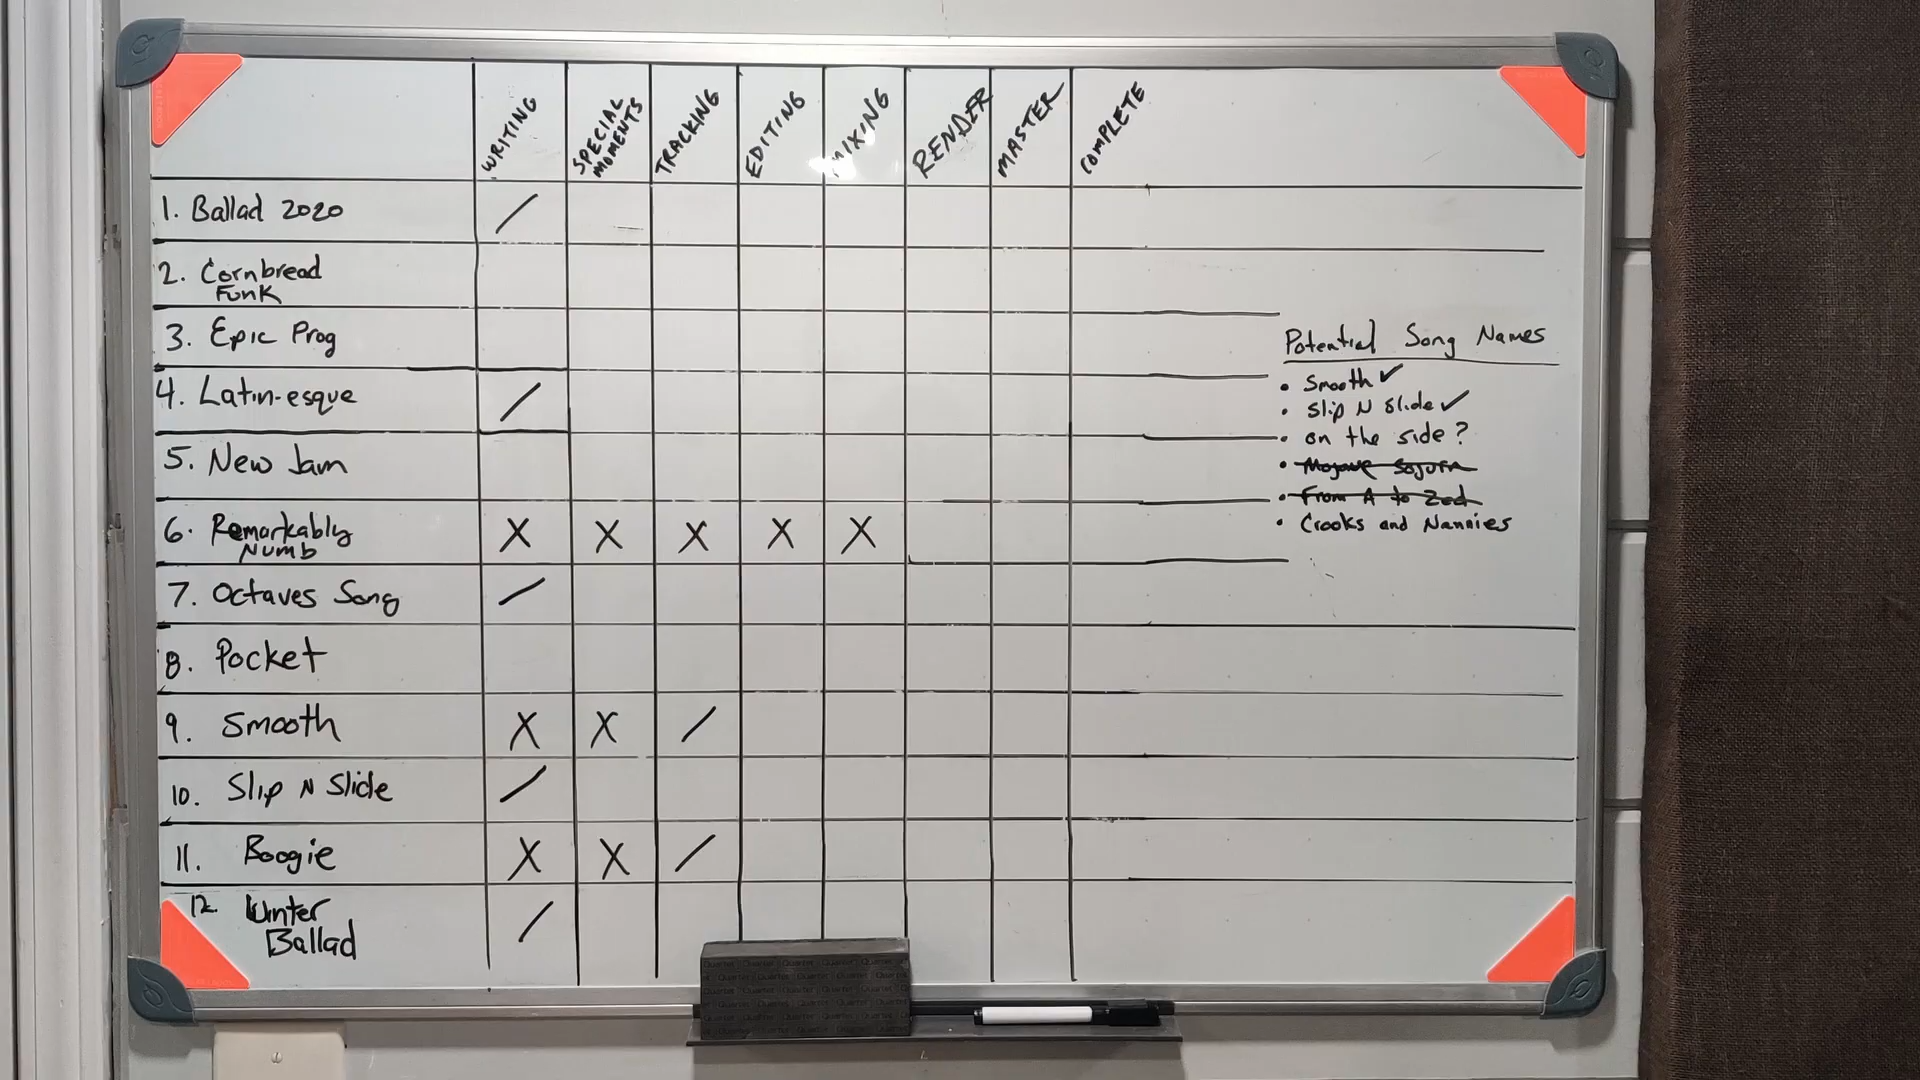 WRITING SPECIAL MOMENTS TRACKING EDITING MIXING RENDER MASTER COMPLETE
1. Ballad 2020 /
2. Cornbread
Funk
3. Epic Prog
4. Latin-esque /
5. New Jam
6. Remarkably X X X X X
Numb
7. Octaves Song /
8. Pocket
9. Smooth X X /
10. Slip N Slide /
11. Boogie X X /
12. Winter /
Ballad
Potential Song Names
• Smooth ✓
• Slip N Slide ✓
• on the side?
• Mojave Sojurn
• From A to Zed
• Crooks and Nannies
Quartet